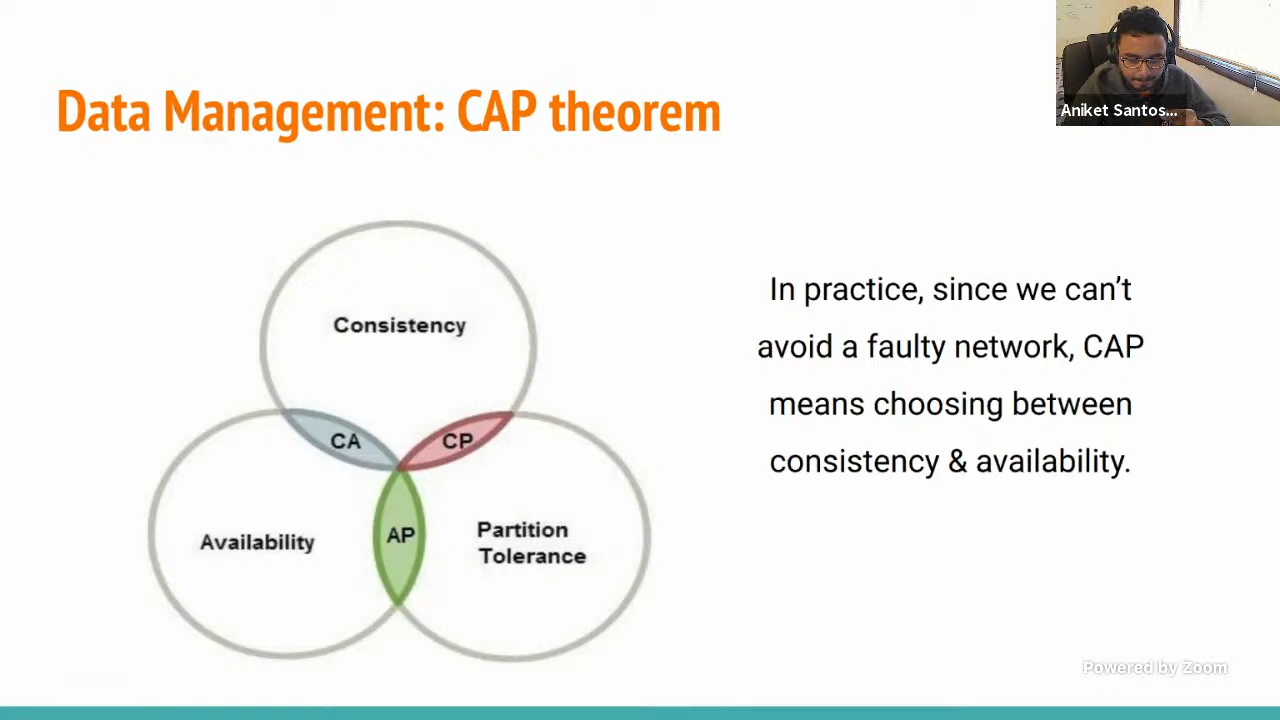 Data Management: CAP theorem
Aniket Santos...
Consistency
CA
CP
AP
Availability
Partition
Tolerance
In practice, since we can’t
avoid a faulty network, CAP
means choosing between
consistency & availability.
Powered by Zoom